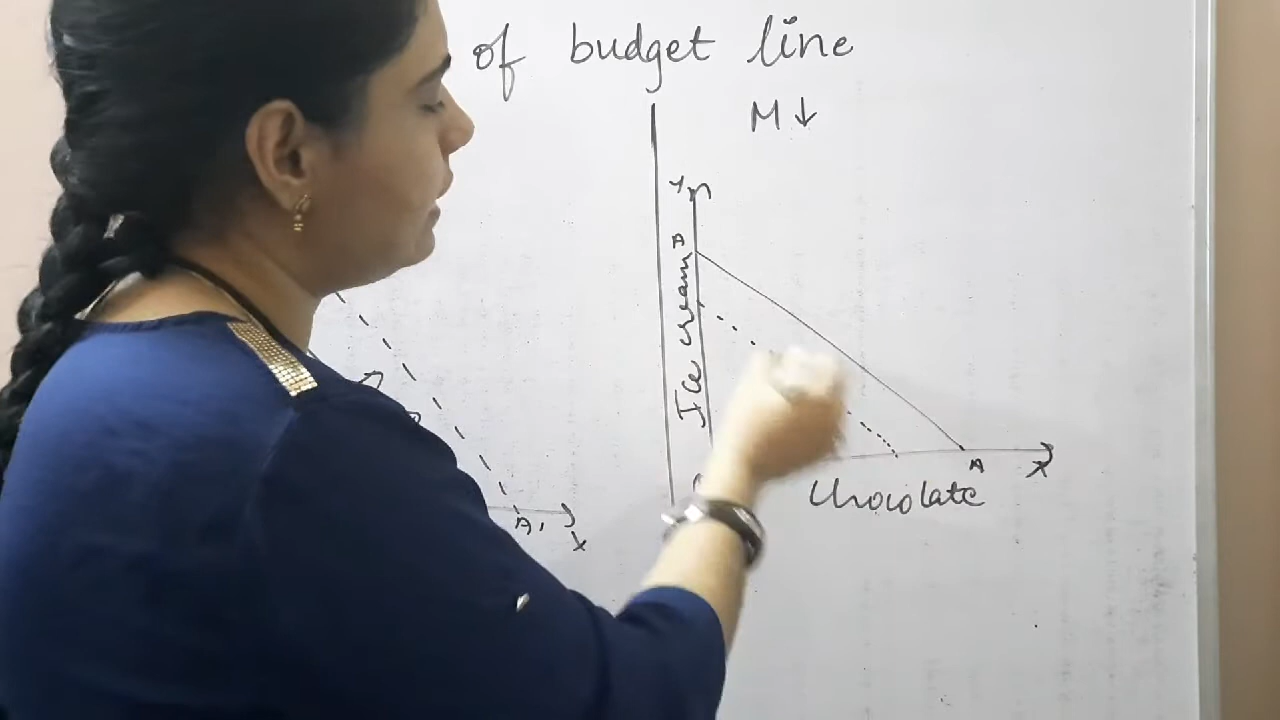 of budget line
M ↓
Y
Ice cream
A
X
Chocolate
A,
X